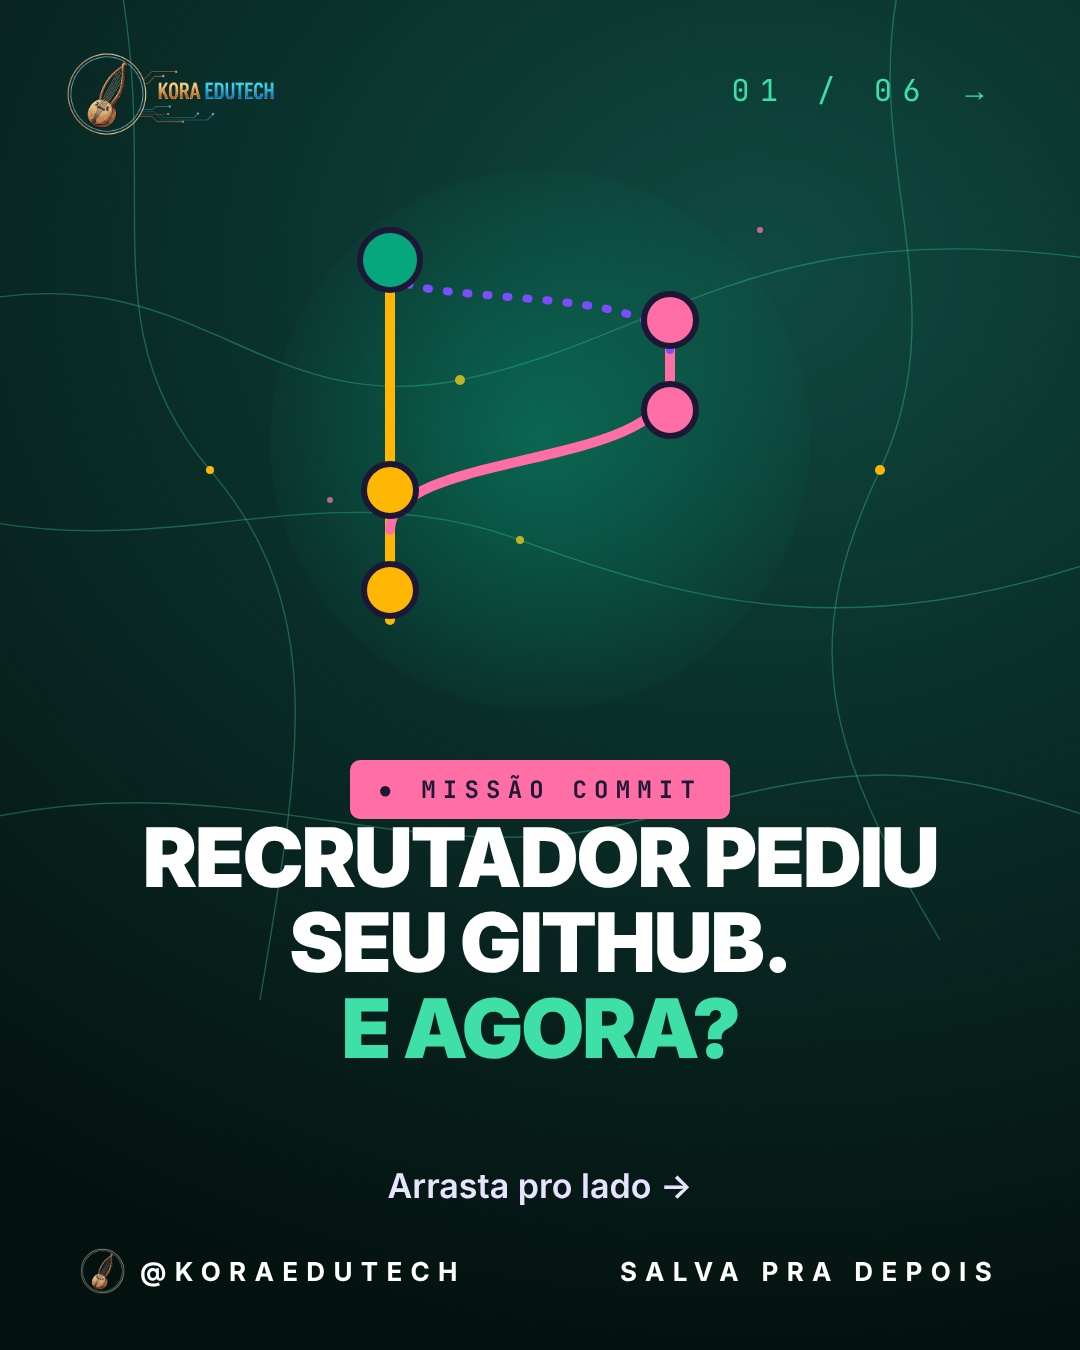 KORA EDUTECH
01 / 06 →
● MISSÃO COMMIT
RECRUTADOR PEDIU
SEU GITHUB.
E AGORA?
Arrasta pro lado →
@KORAEDUTECH
SALVA PRA DEPOIS